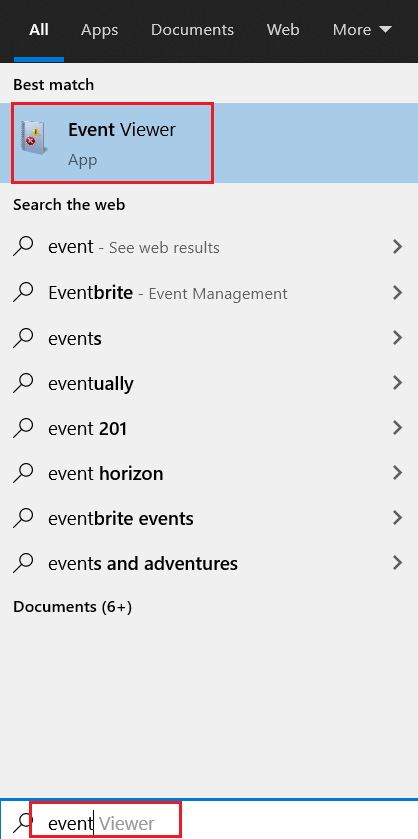 All Apps Documents Web More
Best match
Event Viewer
App
Search the web
event - See web results
Eventbrite - Event Management
events
eventually
event 201
event horizon
eventbrite events
events and adventures
Documents (6+)
event Viewer